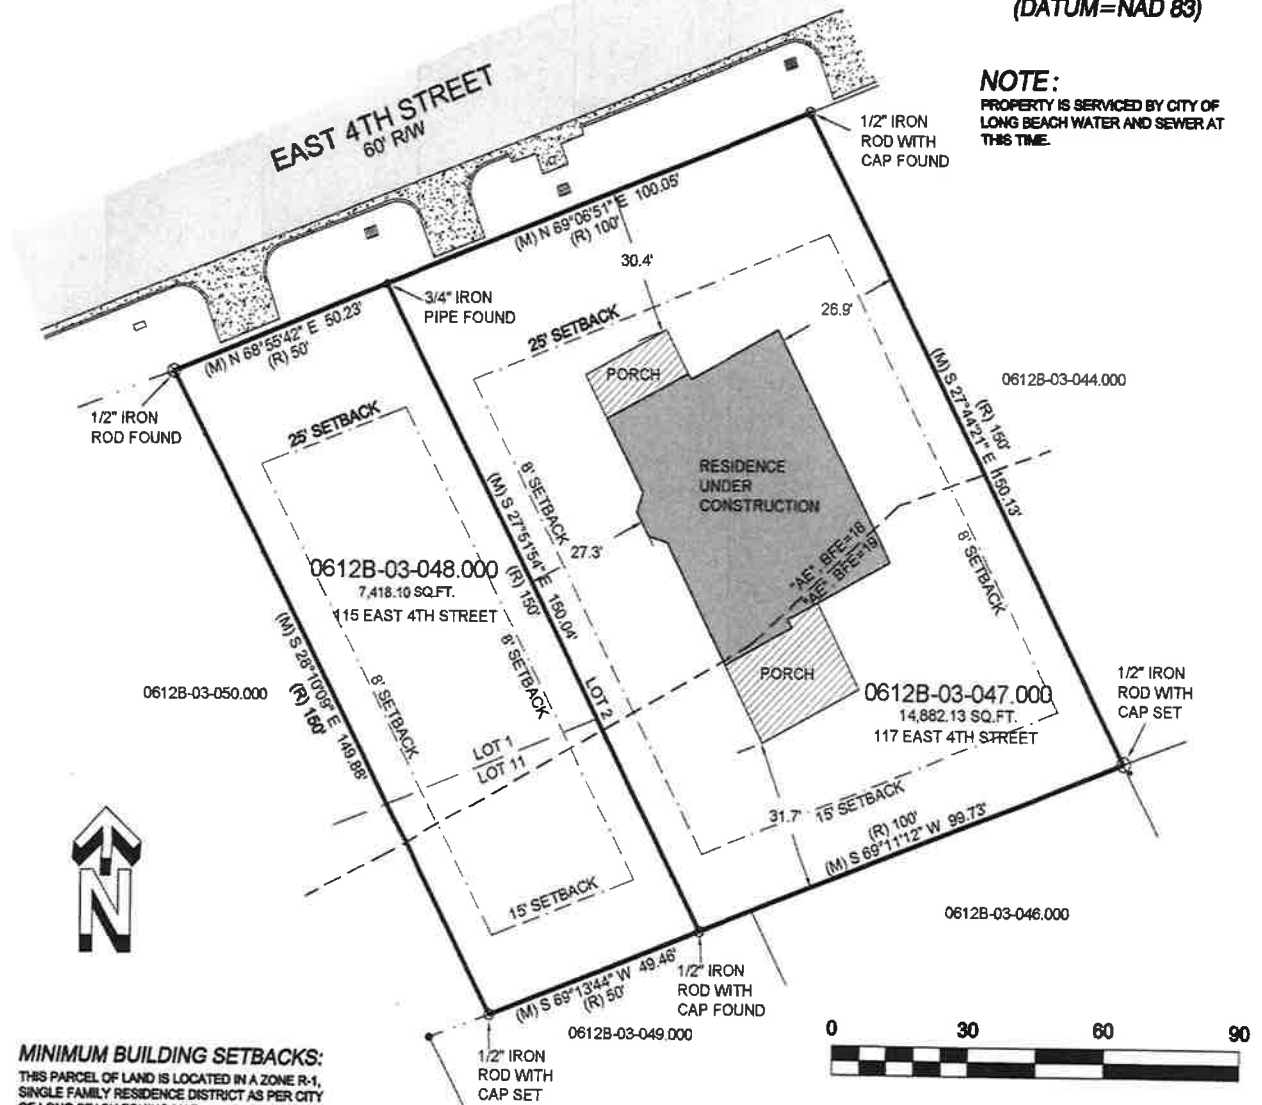 (DATUM=NAD 83)
NOTE:
PROPERTY IS SERVICED BY CITY OF
LONG BEACH WATER AND SEWER AT
THIS TIME.
EAST 4TH STREET
60' R/W
1/2" IRON
ROD WITH
CAP FOUND
(M) N 69°06'51" E 100.05'
(R) 100'
30.4'
3/4" IRON
PIPE FOUND
(M) N 68°55'42" E 50.23'
(R) 50'
1/2" IRON
ROD FOUND
25' SETBACK
26.9'
PORCH
(M) S 27°44'21" E 150.13'
(R) 150'
0612B-03-044.000
25' SETBACK
RESIDENCE
UNDER
CONSTRUCTION
8' SETBACK
(M) S 27°51'54" E 150.04'
(R) 150'
27.3'
"AE", BFE=18
"AE", BFE=19
8' SETBACK
0612B-03-048.000
7,418.10 SQ.FT.
115 EAST 4TH STREET
(M) S 28°10'09" E 149.88'
(R) 150'
0612B-03-050.000
8' SETBACK
8' SETBACK
LOT 2
PORCH
0612B-03-047.000
14,882.13 SQ.FT.
117 EAST 4TH STREET
1/2" IRON
ROD WITH
CAP SET
LOT 1
LOT 11
31.7'
15' SETBACK
(R) 100'
(M) S 69°11'12" W 99.73'
15' SETBACK
0612B-03-046.000
N
(M) S 69°13'44" W 49.46'
(R) 50'
1/2" IRON
ROD WITH
CAP FOUND
0612B-03-049.000
1/2" IRON
ROD WITH
CAP SET
0 30 60 90
MINIMUM BUILDING SETBACKS:
THIS PARCEL OF LAND IS LOCATED IN A ZONE R-1,
SINGLE FAMILY RESIDENCE DISTRICT AS PER CITY